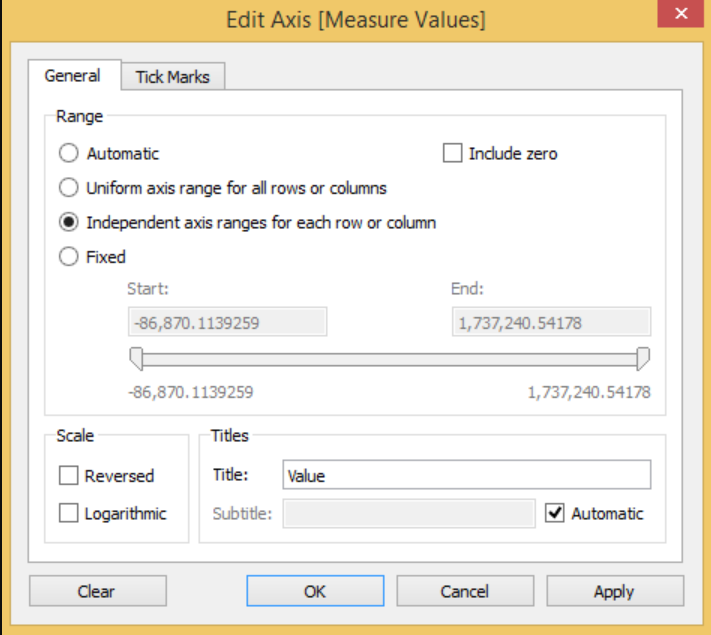 Edit Axis [Measure Values]
General Tick Marks
Range
Automatic Include zero
Uniform axis range for all rows or columns
Independent axis ranges for each row or column
Fixed
Start: End:
-86,870.1139259 1,737,240.54178
-86,870.1139259 1,737,240.54178
Scale Titles
Reversed Title: Value
Logarithmic Subtitle: Automatic
Clear OK Cancel Apply